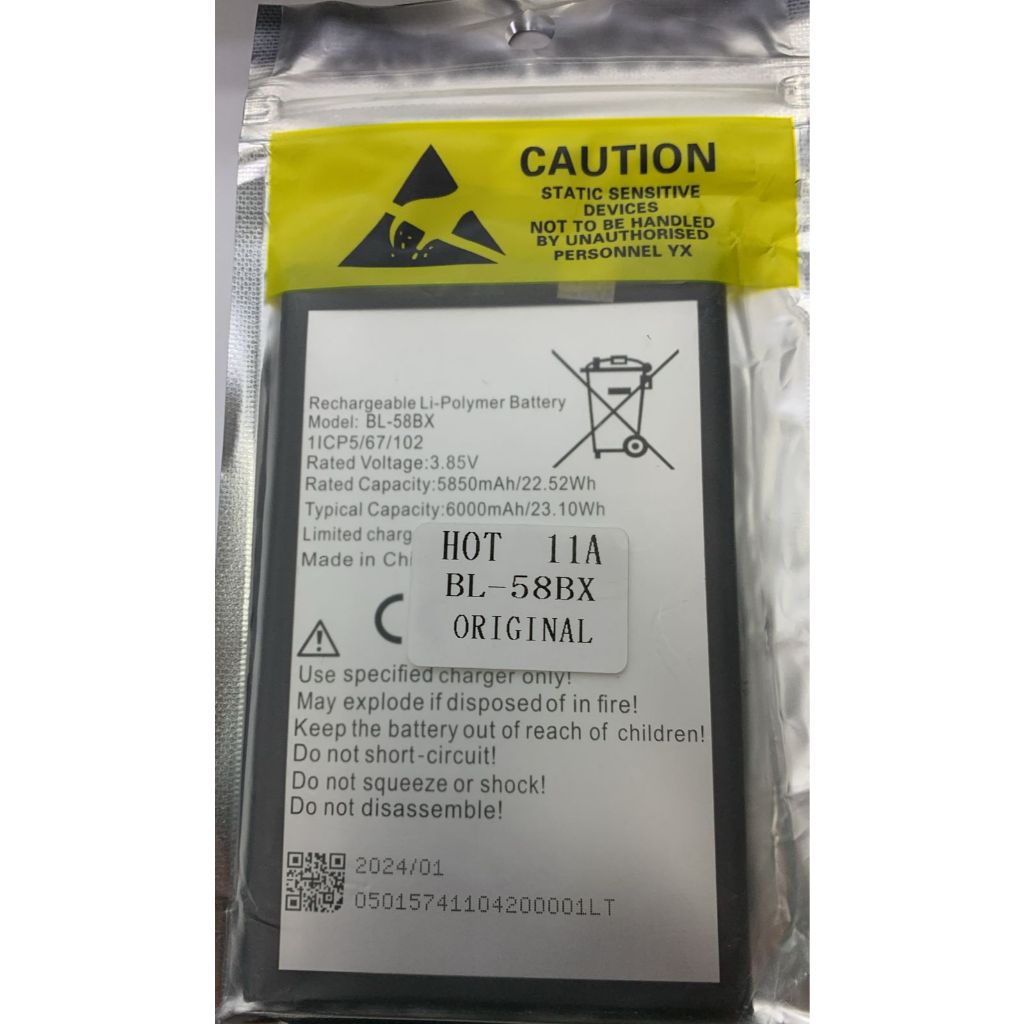 CAUTION
STATIC SENSITIVE
DEVICES
NOT TO BE HANDLED
BY UNAUTHORISED
PERSONNEL YX
Rechargeable Li-Polymer Battery
Model: BL-58BX
1ICP5/67/102
Rated Voltage:3.85V
Rated Capacity:5850mAh/22.52Wh
Typical Capacity:6000mAh/23.10Wh
Limited
Made in
HOT 11A
BL-58BX
ORIGINAL
Use specified charger only!
May explode if disposed of in fire!
Keep the battery out of reach of children!
Do not short-circuit!
Do not squeeze or shock!
Do not disassemble!
2024/01
05015741104200001LT